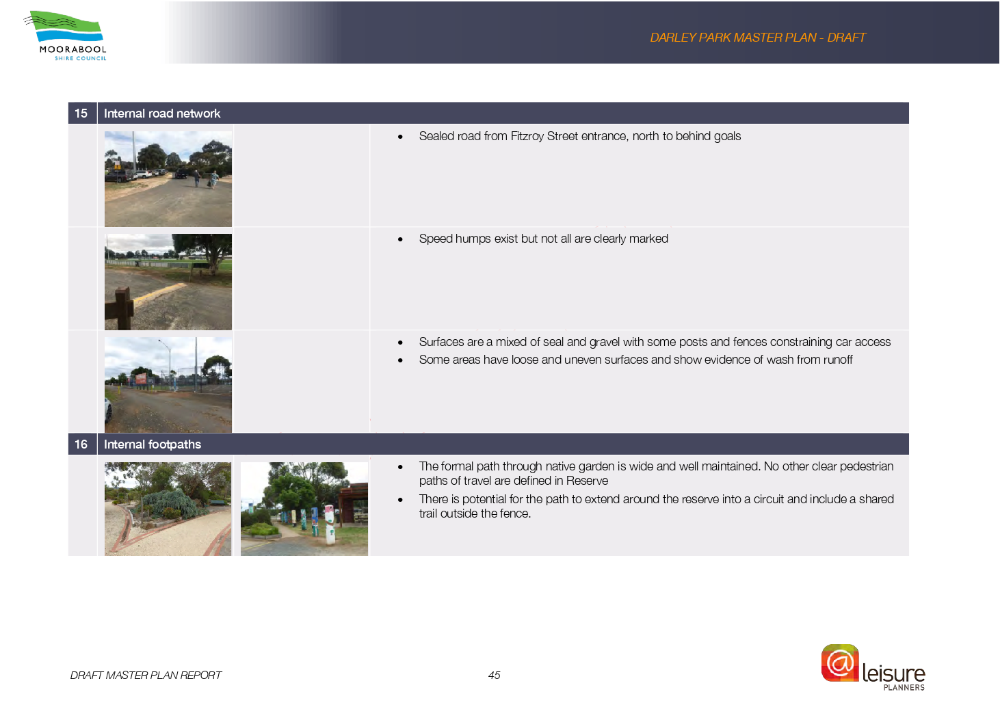 MOORABOOL
SHIRE COUNCIL
DARLEY PARK MASTER PLAN - DRAFT
15 Internal road network
• Sealed road from Fitzroy Street entrance, north to behind goals
• Speed humps exist but not all are clearly marked
• Surfaces are a mixed of seal and gravel with some posts and fences constraining car access
• Some areas have loose and uneven surfaces and show evidence of wash from runoff
16 Internal footpaths
• The formal path through native garden is wide and well maintained. No other clear pedestrian
paths of travel are defined in Reserve
• There is potential for the path to extend around the reserve into a circuit and include a shared
trail outside the fence.
DRAFT MASTER PLAN REPORT
45
@leisure
PLANNERS